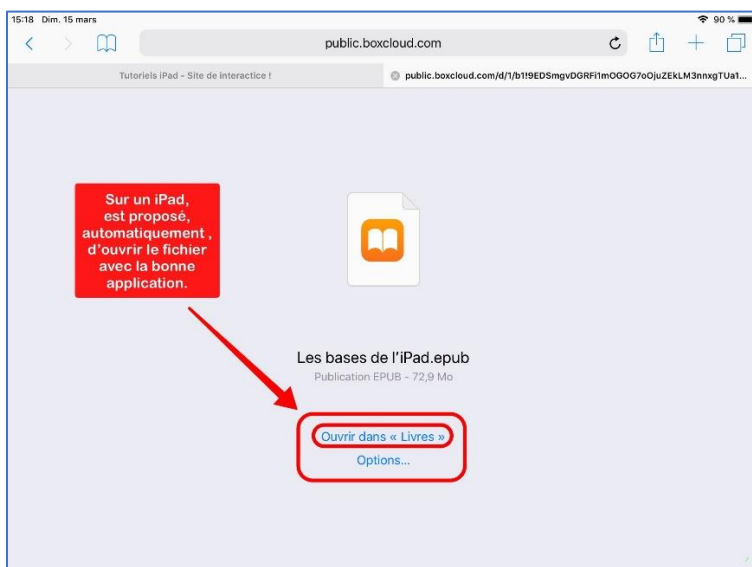 15:18 Dim. 15 mars
90 %
public.boxcloud.com
Tutoriels iPad - Site de interactice !
public.boxcloud.com/d/1/b1!9EDSmgvDGRFi1mOGOG7oOjuZEkLM3nnxgTUa1...
Sur un iPad,
est proposé,
automatiquement ,
d'ouvrir le fichier
avec la bonne
application.
Les bases de l'iPad.epub
Publication EPUB - 72,9 Mo
Ouvrir dans « Livres »
Options...